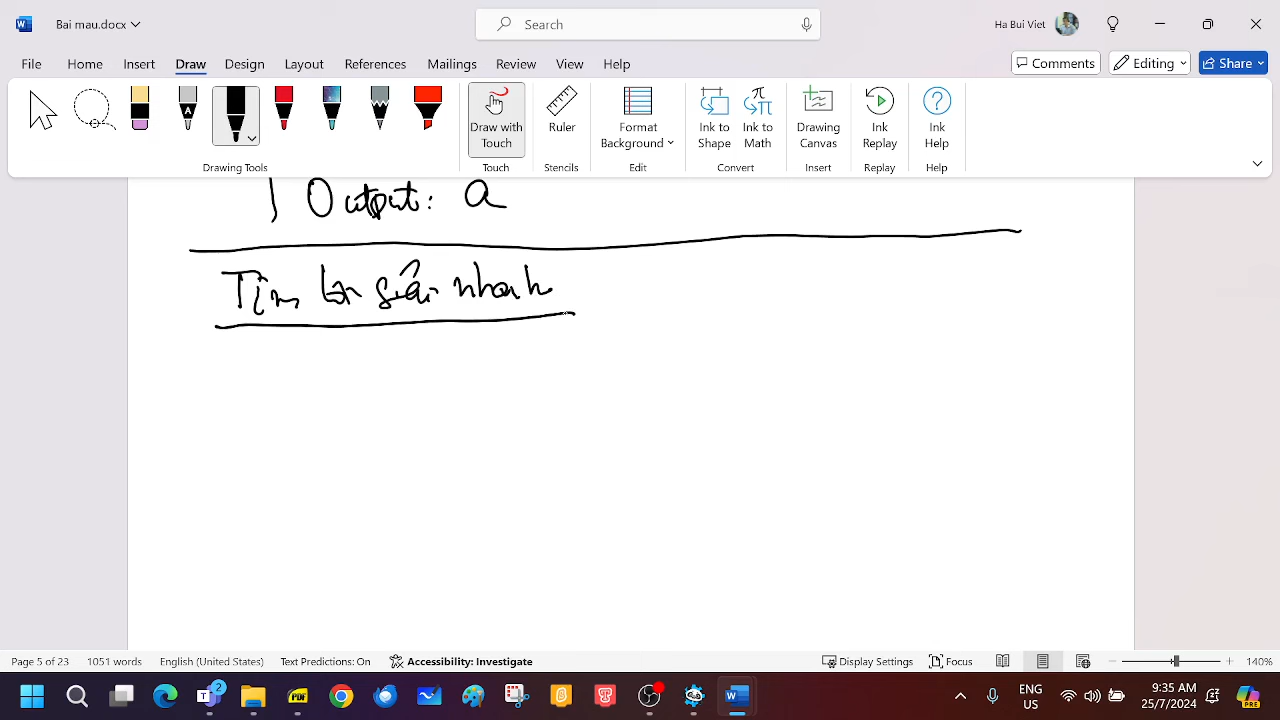 Bai mau.docx
Search
Ha Bui Viet
File Home Insert Draw Design Layout References Mailings Review View Help
Comments Editing Share
Draw with Touch
Ruler
Format Background
Ink to Shape
Ink to Math
Drawing Canvas
Ink Replay
Ink Help
Drawing Tools Touch Stencils Edit Convert Insert Replay Help
Output: a
Tìm nhanh
Page 5 of 23 1051 words English (United States) Text Predictions: On Accessibility: Investigate Display Settings Focus 140%
2 PDF ENG US 9:35 AM 25/7/2024 PRE